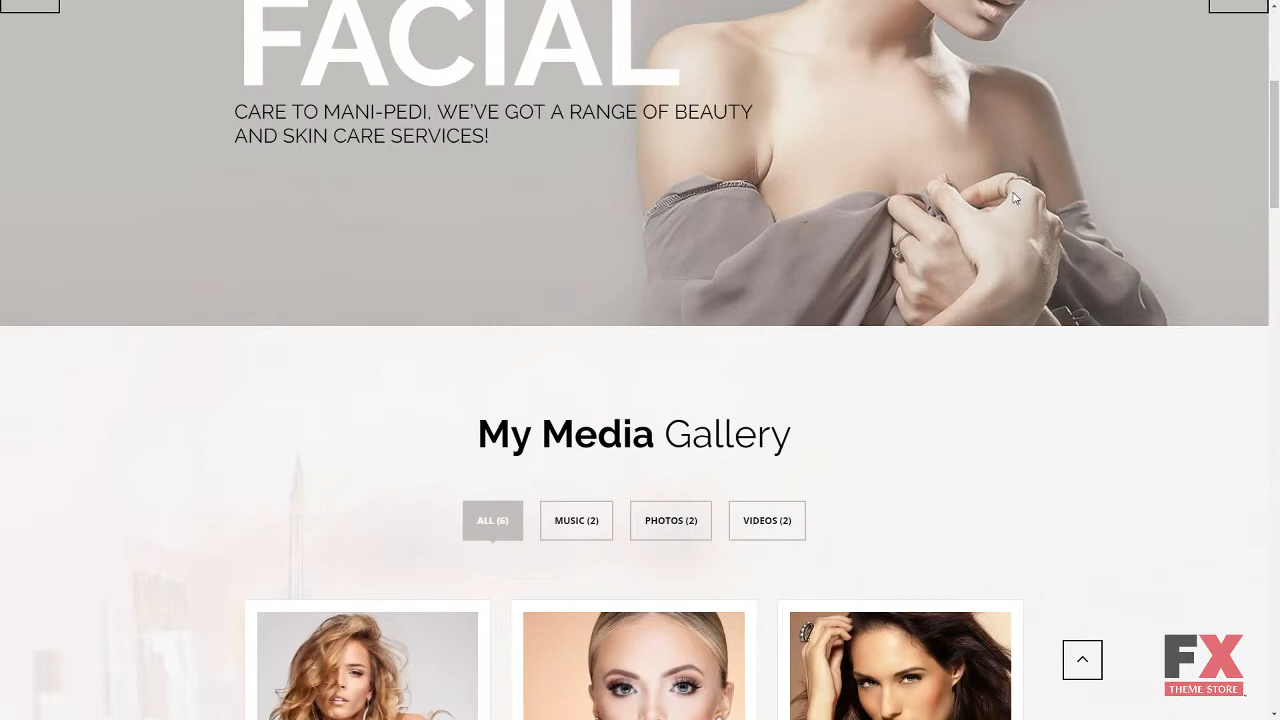 FACIAL
CARE TO MANI-PEDI, WE'VE GOT A RANGE OF BEAUTY
AND SKIN CARE SERVICES!
My Media Gallery
ALL (6)
MUSIC (2)
PHOTOS (2)
VIDEOS (2)
FX
THEME STORE